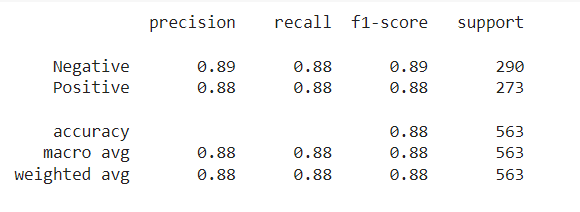 precision recall f1-score support
Negative 0.89 0.88 0.89 290
Positive 0.88 0.88 0.88 273
accuracy 0.88 563
macro avg 0.88 0.88 0.88 563
weighted avg 0.88 0.88 0.88 563